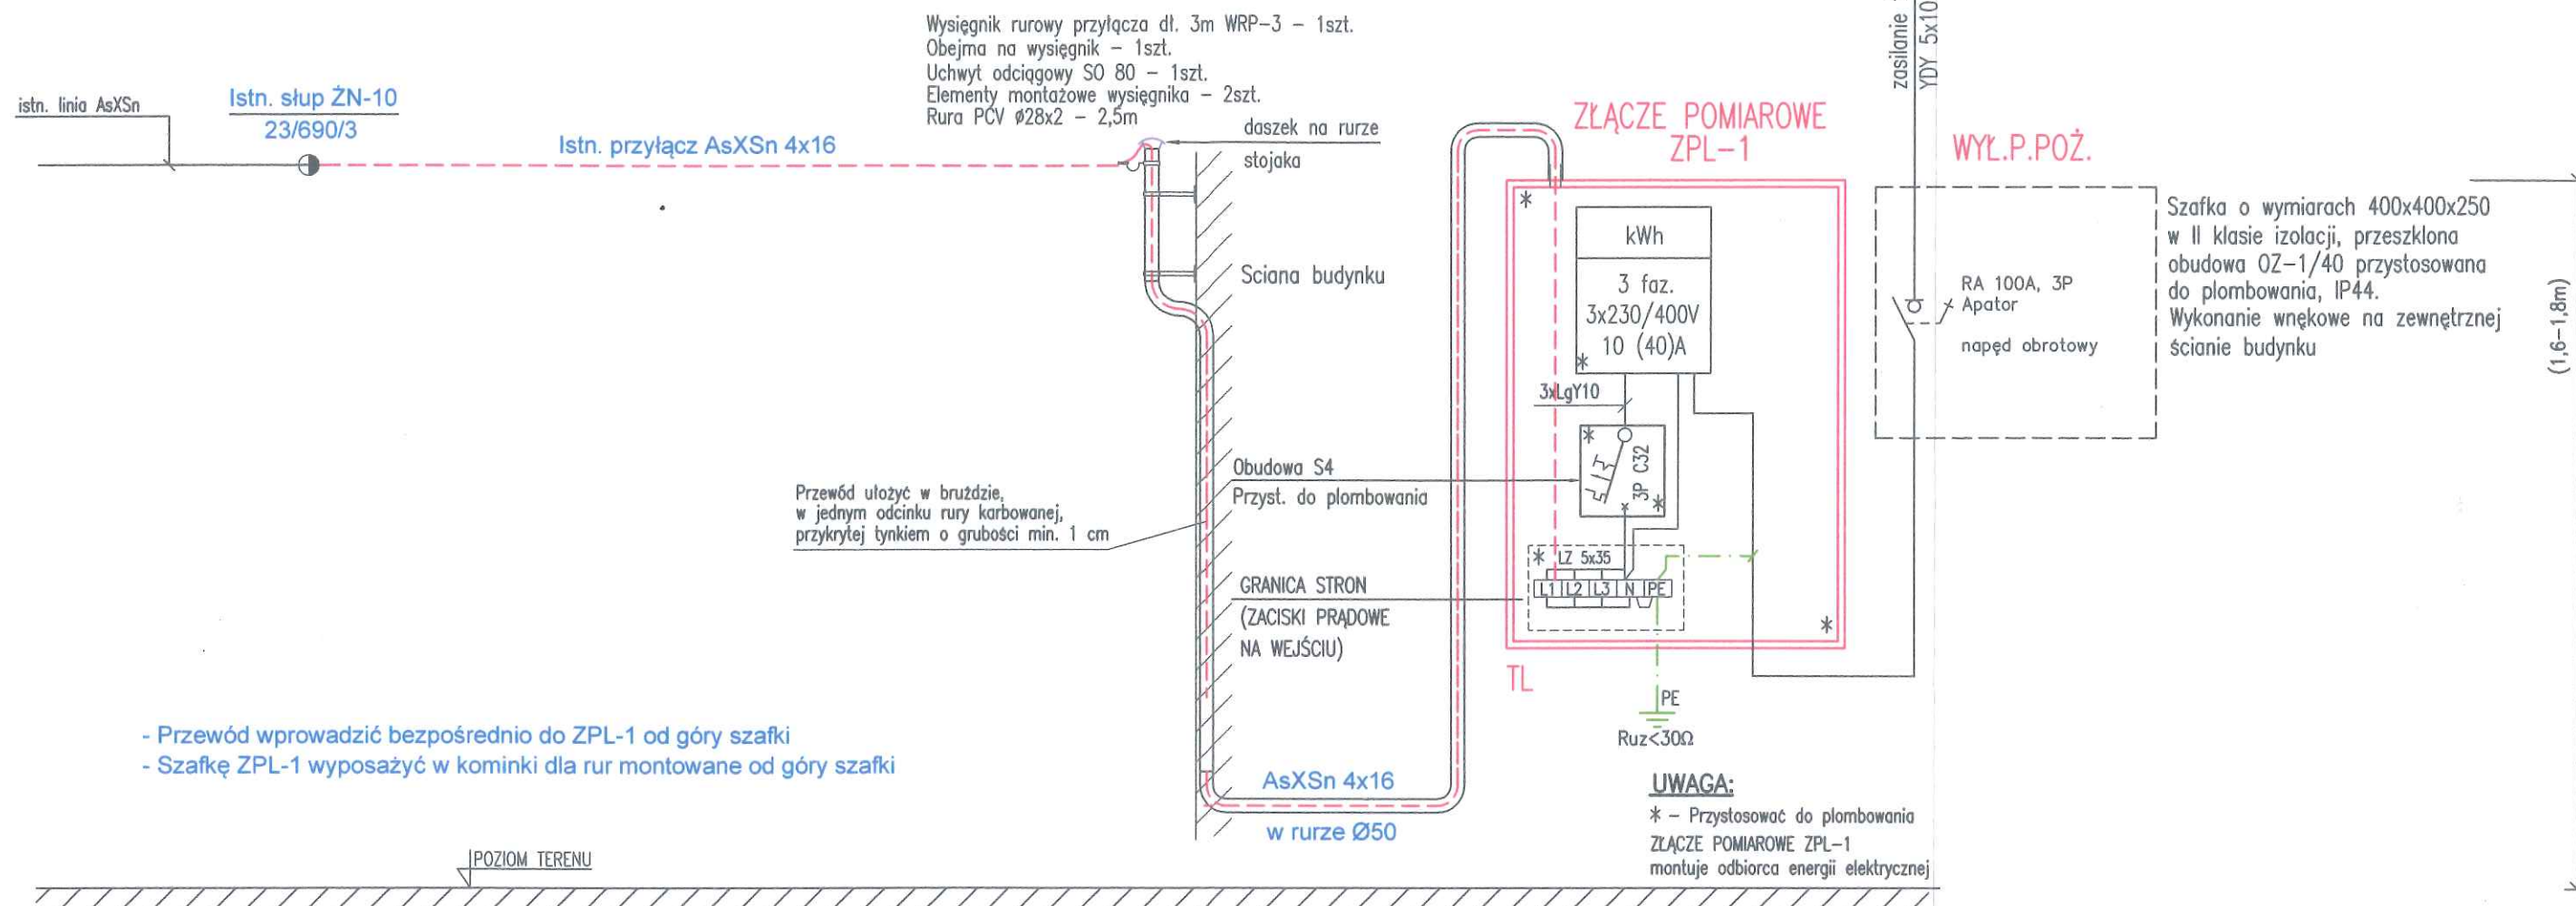 Wysięgnik rurowy przyłącza dł. 3m WRP-3 - 1szt.
Obejma na wysięgnik - 1szt.
Uchwyt odciągowy SO 80 - 1szt.
Elementy montażowe wysięgnika - 2szt.
Rura PCV ø28x2 - 2,5m
istn. linia AsXSn
Istn. słup ŻN-10
23/690/3
Istn. przyłącz AsXSn 4x16
daszek na rurze
stojaka
Sciana budynku
ZŁĄCZE POMIAROWE
ZPL-1
*
kWh
3 faz.
3x230/400V
10 (40)A
*
3xLgY10
*
3P C32
*
Obudowa S4
Przyst. do plombowania
Przewód ułożyć w bruździe,
w jednym odcinku rury karbowanej,
przykrytej tynkiem o grubości min. 1 cm
* LZ 5x35
L1 L2 L3 N PE
GRANICA STRON
(ZACISKI PRĄDOWE
NA WEJŚCIU)
*
TL
PE
Ruz<30Ω
zasilanie
YDY 5x10
WYŁ.P.POŻ.
RA 100A, 3P
Apator
napęd obrotowy
Szafka o wymiarach 400x400x250
w II klasie izolacji, przeszklona
obudowa OZ-1/40 przystosowana
do plombowania, IP44.
Wykonanie wnękowe na zewnętrznej
ścianie budynku
(1,6-1,8m)
- Przewód wprowadzić bezpośrednio do ZPL-1 od góry szafki
- Szafkę ZPL-1 wyposażyć w kominki dla rur montowane od góry szafki
AsXSn 4x16
w rurze Ø50
UWAGA:
* - Przystosować do plombowania
ZŁĄCZE POMIAROWE ZPL-1
montuje odbiorca energii elektrycznej
POZIOM TERENU